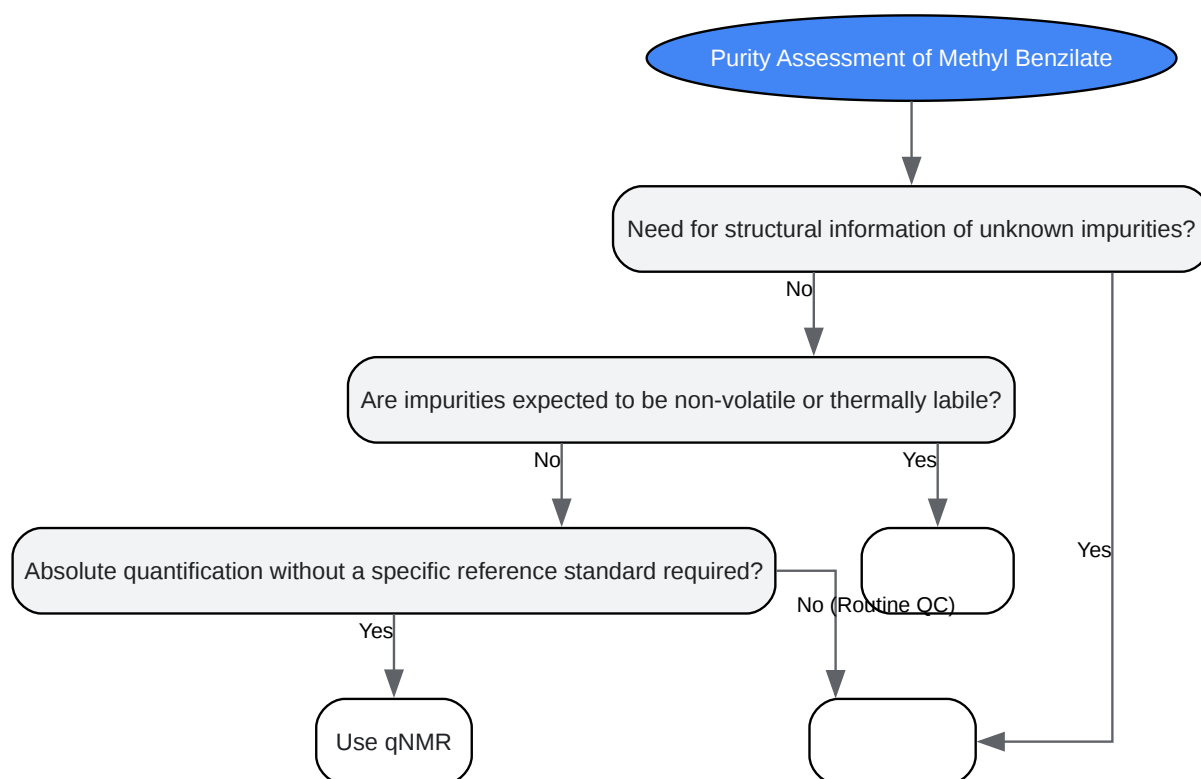 Purity Assessment of Methyl Benzilate
Need for structural information of unknown impurities?
No
Are impurities expected to be non-volatile or thermally labile?
No
Yes
Yes
Absolute quantification without a specific reference standard required?
No (Routine QC)
Yes
Use qNMR